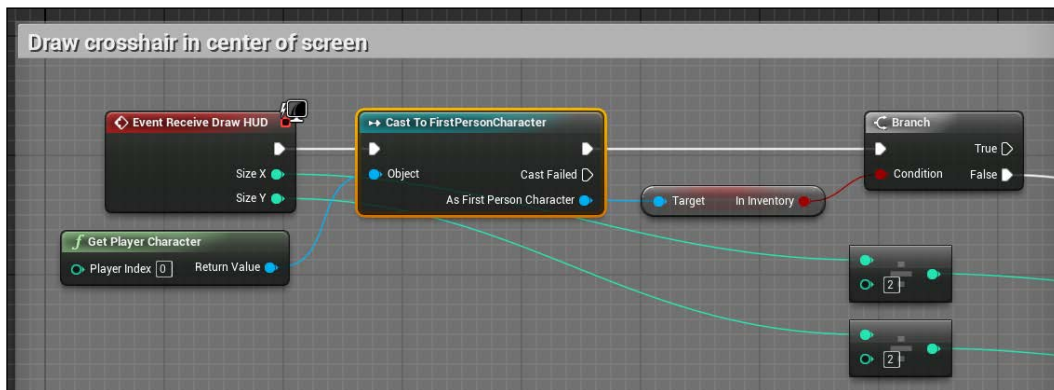 Draw crosshair in center of screen
Event Receive Draw HUD
Size X
Size Y
Cast To FirstPersonCharacter
Object
Cast Failed
As First Person Character
f Get Player Character
Player Index 0 Return Value
Target In Inventory
Branch
True
Condition False
2
2